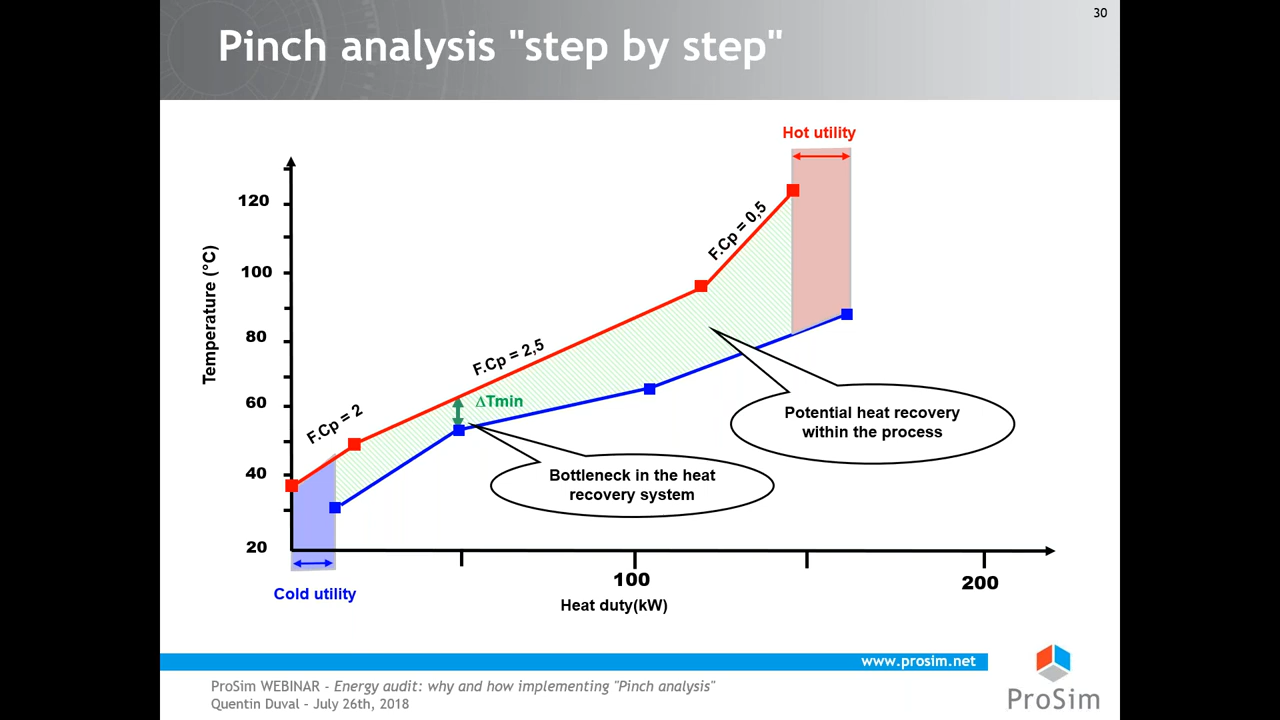 30
Pinch analysis "step by step"
Hot utility
120
100
80
60
40
20
Temperature (°C)
F.Cp = 2
F.Cp = 2,5
F.Cp = 0,5
ΔTmin
Potential heat recovery
within the process
Bottleneck in the heat
recovery system
100
200
Heat duty(kW)
Cold utility
www.prosim.net
ProSim WEBINAR - Energy audit: why and how implementing "Pinch analysis"
Quentin Duval - July 26th, 2018
ProSim